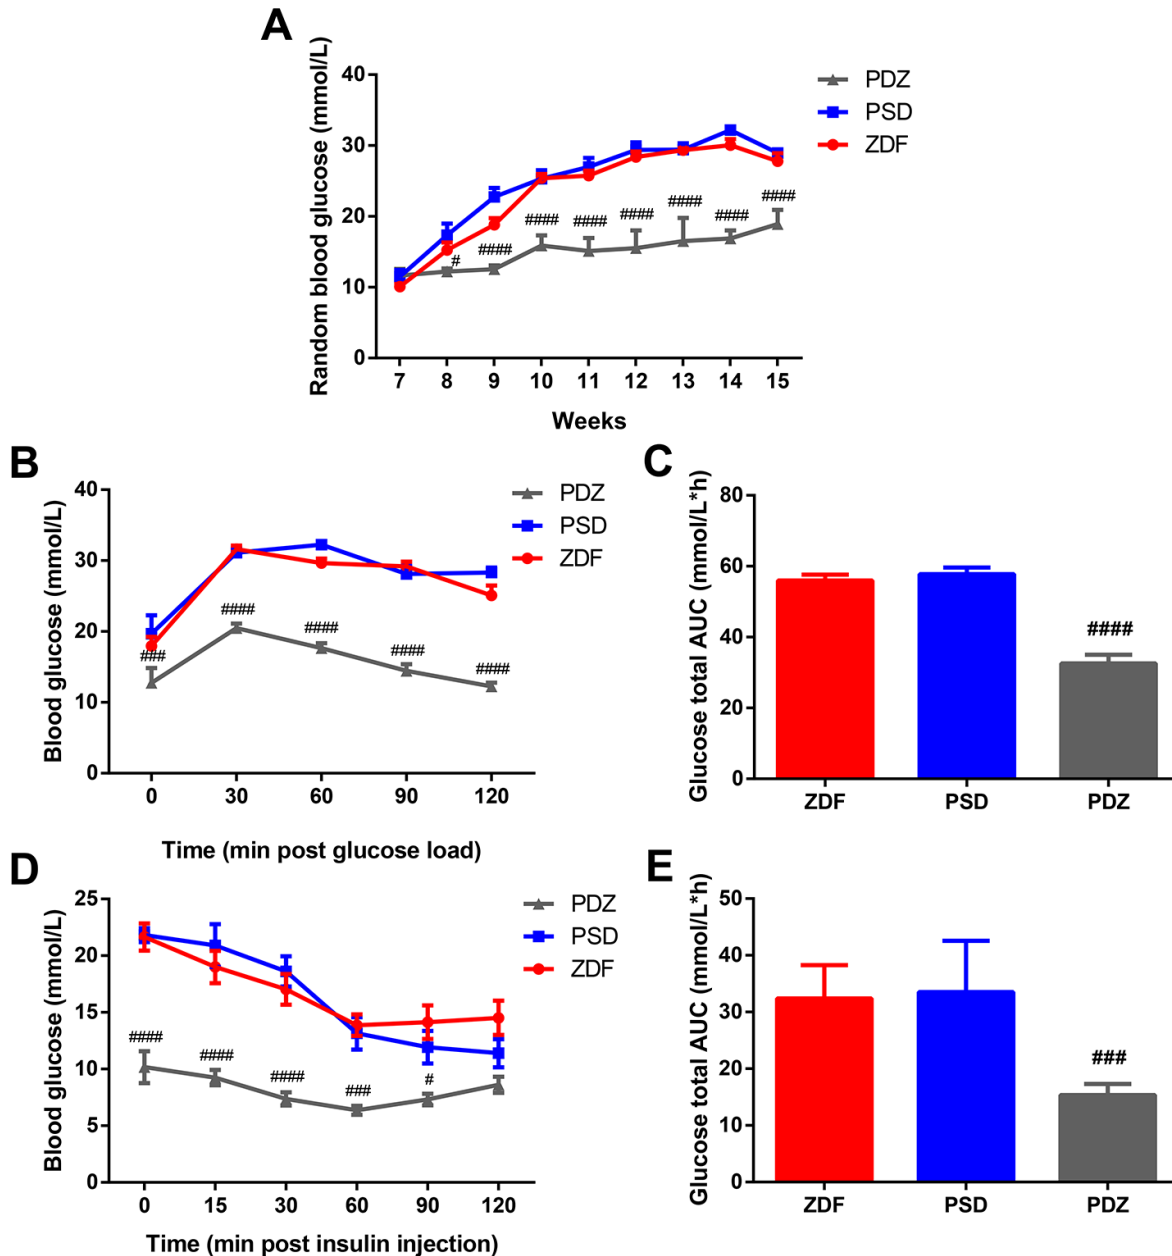 A
Random blood glucose (mmol/L)
40
30
20
10
0
7 8 9 10 11 12 13 14 15
Weeks
PDZ
PSD
ZDF
# #### #### #### #### #### #### ####
B
Blood glucose (mmol/L)
40
30
20
10
0
0 30 60 90 120
Time (min post glucose load)
PDZ
PSD
ZDF
### #### #### #### ####
C
Glucose total AUC (mmol/L*h)
80
60
40
20
0
ZDF PSD PDZ
####
D
Blood glucose (mmol/L)
25
20
15
10
5
0
0 15 30 60 90 120
Time (min post insulin injection)
PDZ
PSD
ZDF
#### #### #### ### #
E
Glucose total AUC (mmol/L*h)
50
40
30
20
10
0
ZDF PSD PDZ
###